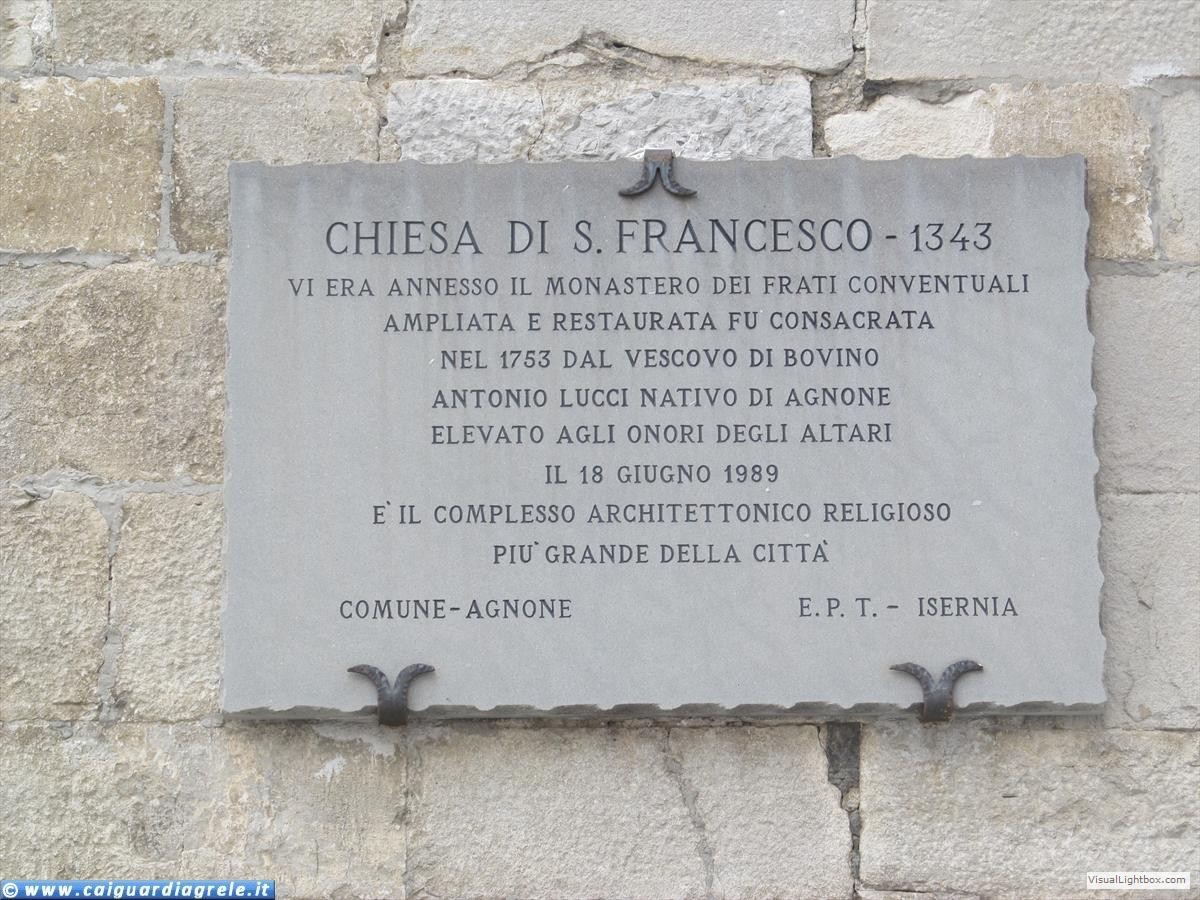 CHIESA DI S. FRANCESCO - 1343
VI ERA ANNESSO IL MONASTERO DEI FRATI CONVENTUALI
AMPLIATA E RESTAURATA FU CONSACRATA
NEL 1753 DAL VESCOVO DI BOVINO
ANTONIO LUCCI NATIVO DI AGNONE
ELEVATO AGLI ONORI DEGLI ALTARI
IL 18 GIUGNO 1989
E' IL COMPLESSO ARCHITETTONICO RELIGIOSO
PIU' GRANDE DELLA CITTÀ
COMUNE-AGNONE E.P.T. - ISERNIA
© www.caiguardiagrele.it
VisualLightbox.com